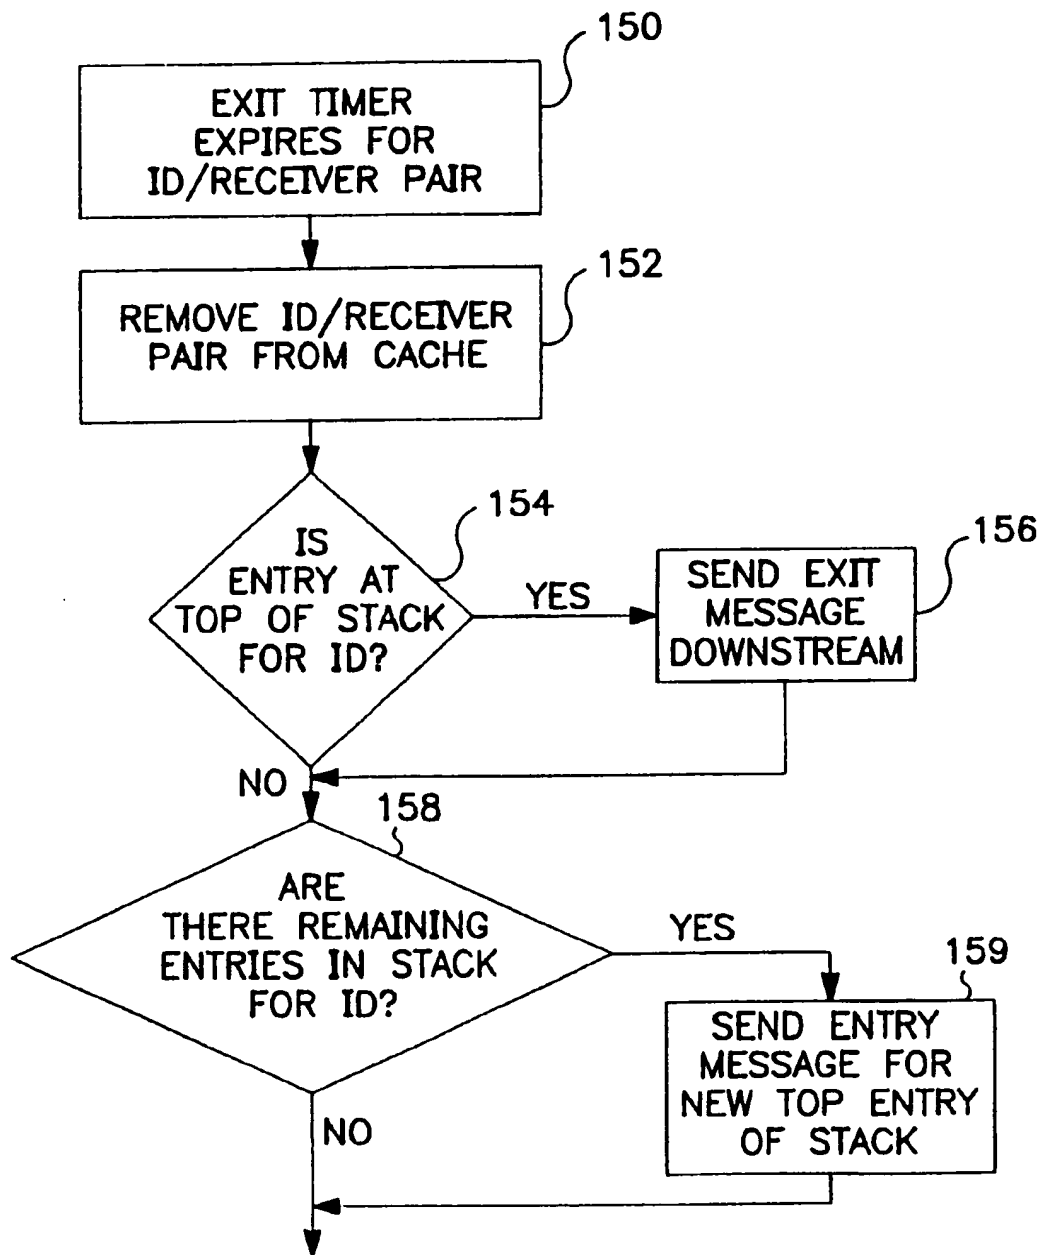 150
EXIT TIMER
EXPIRES FOR
ID/RECEIVER PAIR
152
REMOVE ID/RECEIVER
PAIR FROM CACHE
154
IS
ENTRY AT
TOP OF STACK
FOR ID?
YES
156
SEND EXIT
MESSAGE
DOWNSTREAM
NO
158
ARE
THERE REMAINING
ENTRIES IN STACK
FOR ID?
YES
159
SEND ENTRY
MESSAGE FOR
NEW TOP ENTRY
OF STACK
NO